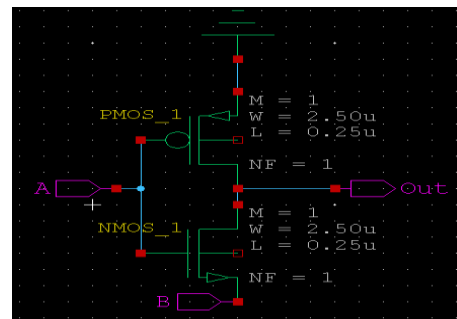 M = 1
PMOS_1
W = 2.50u
L = 0.25u
NF = 1
A
Out
M = 1
NMOS_1
W = 2.50u
L = 0.25u
NF = 1
B